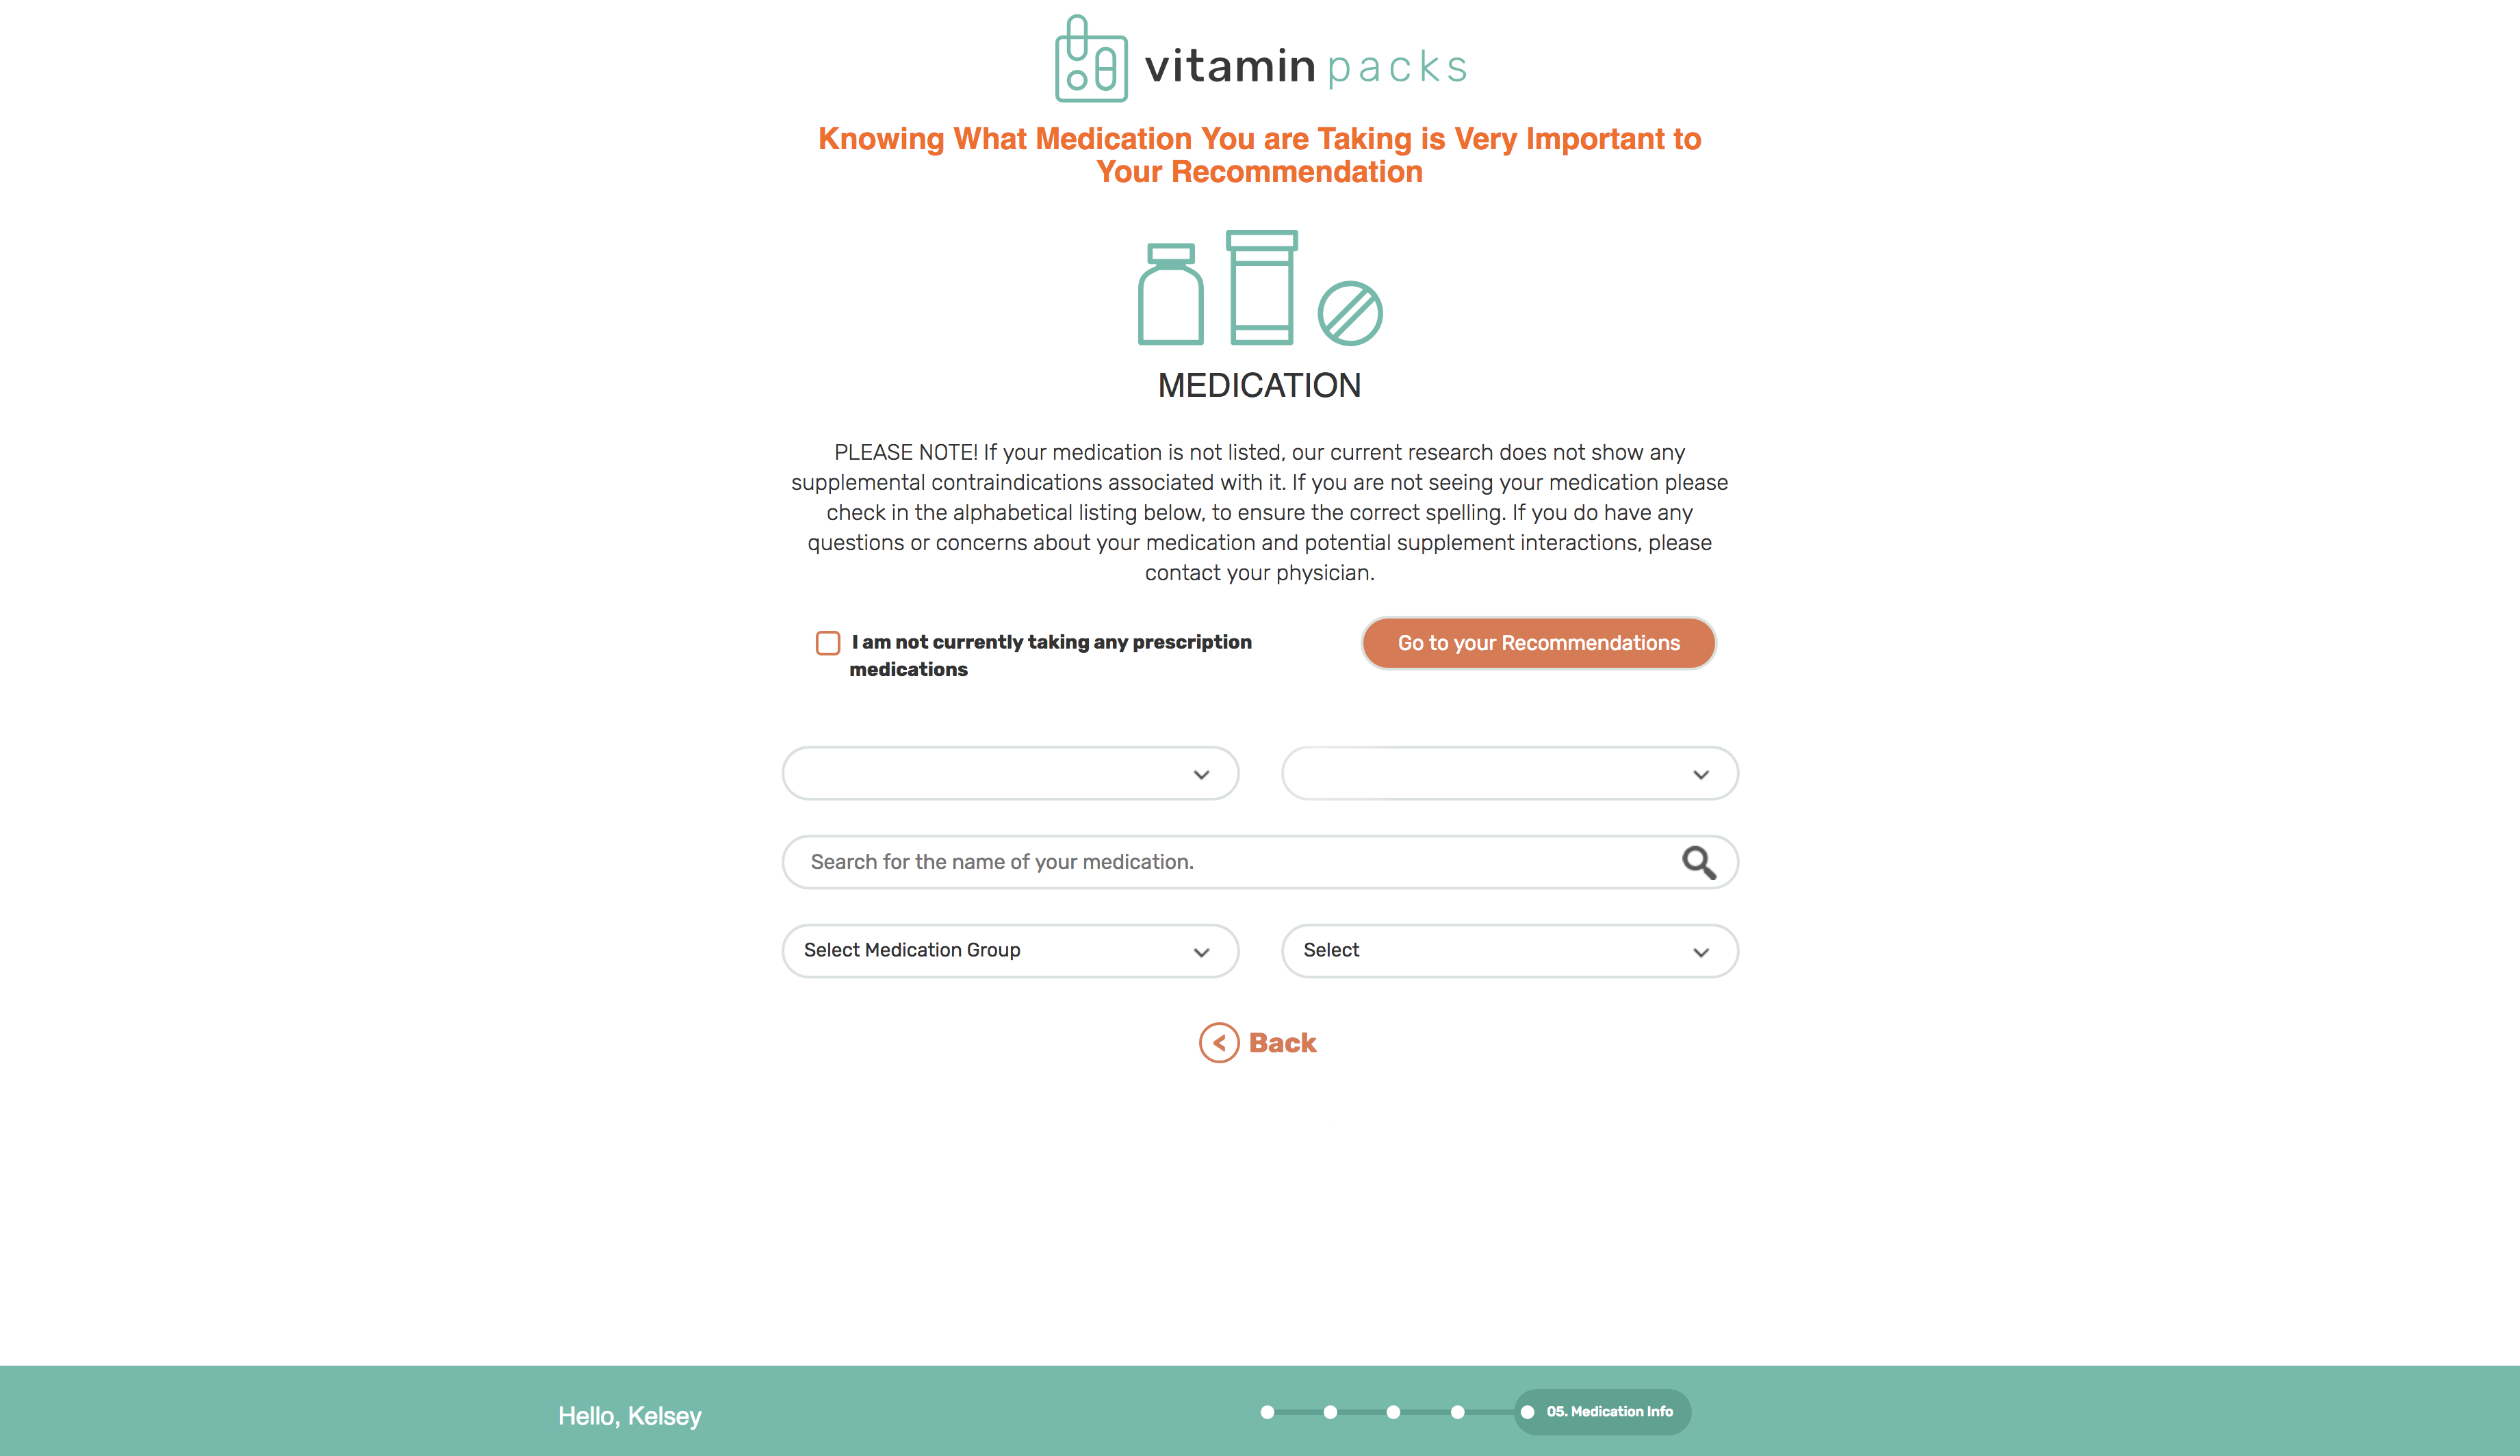 vitamin packs
Knowing What Medication You are Taking is Very Important to
Your Recommendation
MEDICATION
PLEASE NOTE! If your medication is not listed, our current research does not show any
supplemental contraindications associated with it. If you are not seeing your medication please
check in the alphabetical listing below, to ensure the correct spelling. If you do have any
questions or concerns about your medication and potential supplement interactions, please
contact your physician.
I am not currently taking any prescription
medications
Go to your Recommendations
Search for the name of your medication.
Select Medication Group
Select
< Back
Hello, Kelsey
05. Medication Info